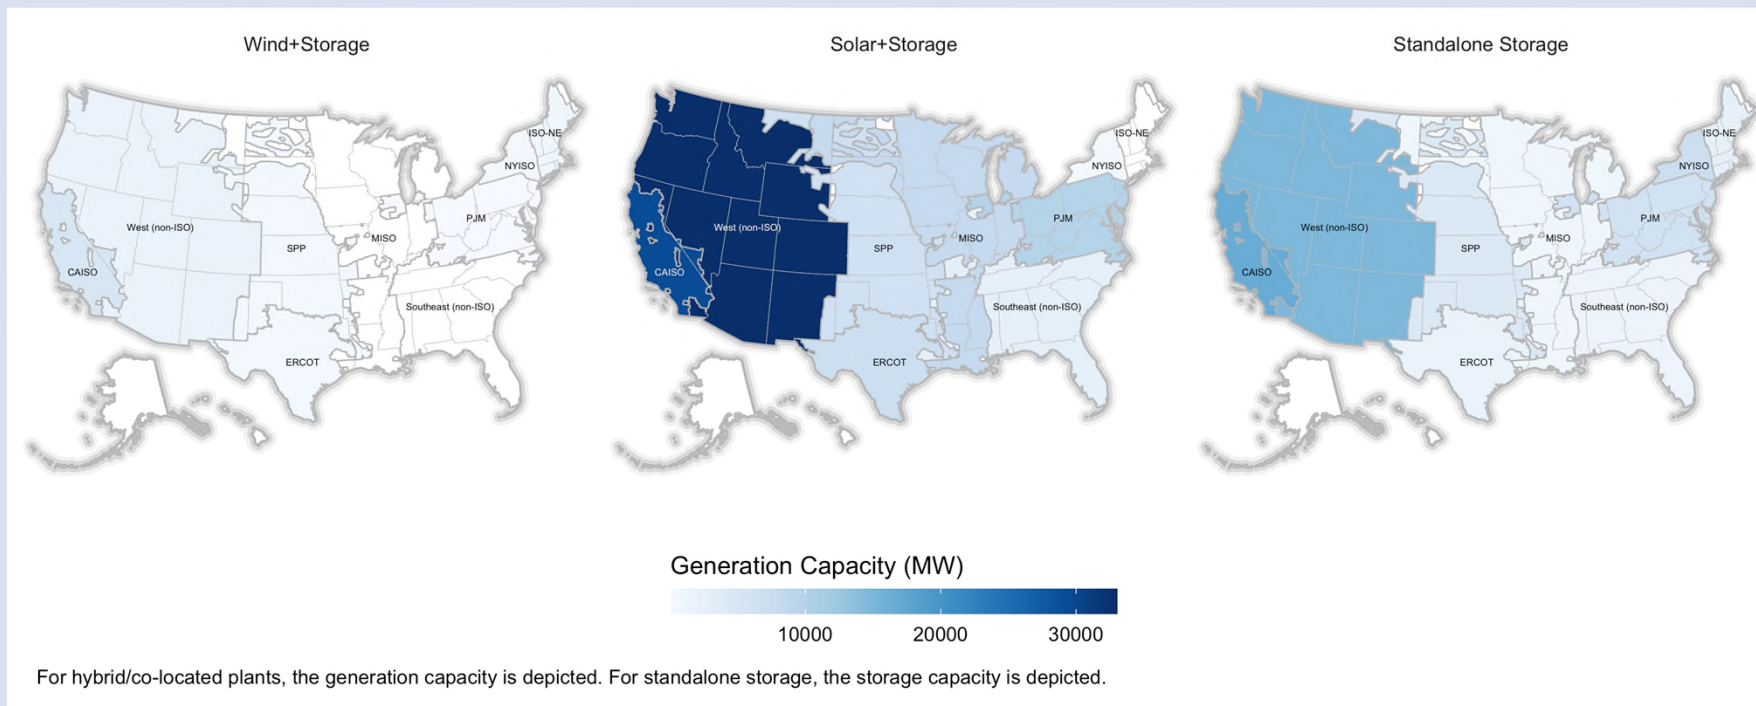 Wind+Storage
Solar+Storage
Standalone Storage
ISO-NE
NYISO
PJM
West (non-ISO)
MISO
SPP
CAISO
Southeast (non-ISO)
ERCOT
ISO-NE
NYISO
PJM
West (non-ISO)
MISO
SPP
CAISO
Southeast (non-ISO)
ERCOT
ISO-NE
NYISO
PJM
West (non-ISO)
MISO
SPP
CAISO
Southeast (non-ISO)
ERCOT
Generation Capacity (MW)
10000 20000 30000
For hybrid/co-located plants, the generation capacity is depicted. For standalone storage, the storage capacity is depicted.